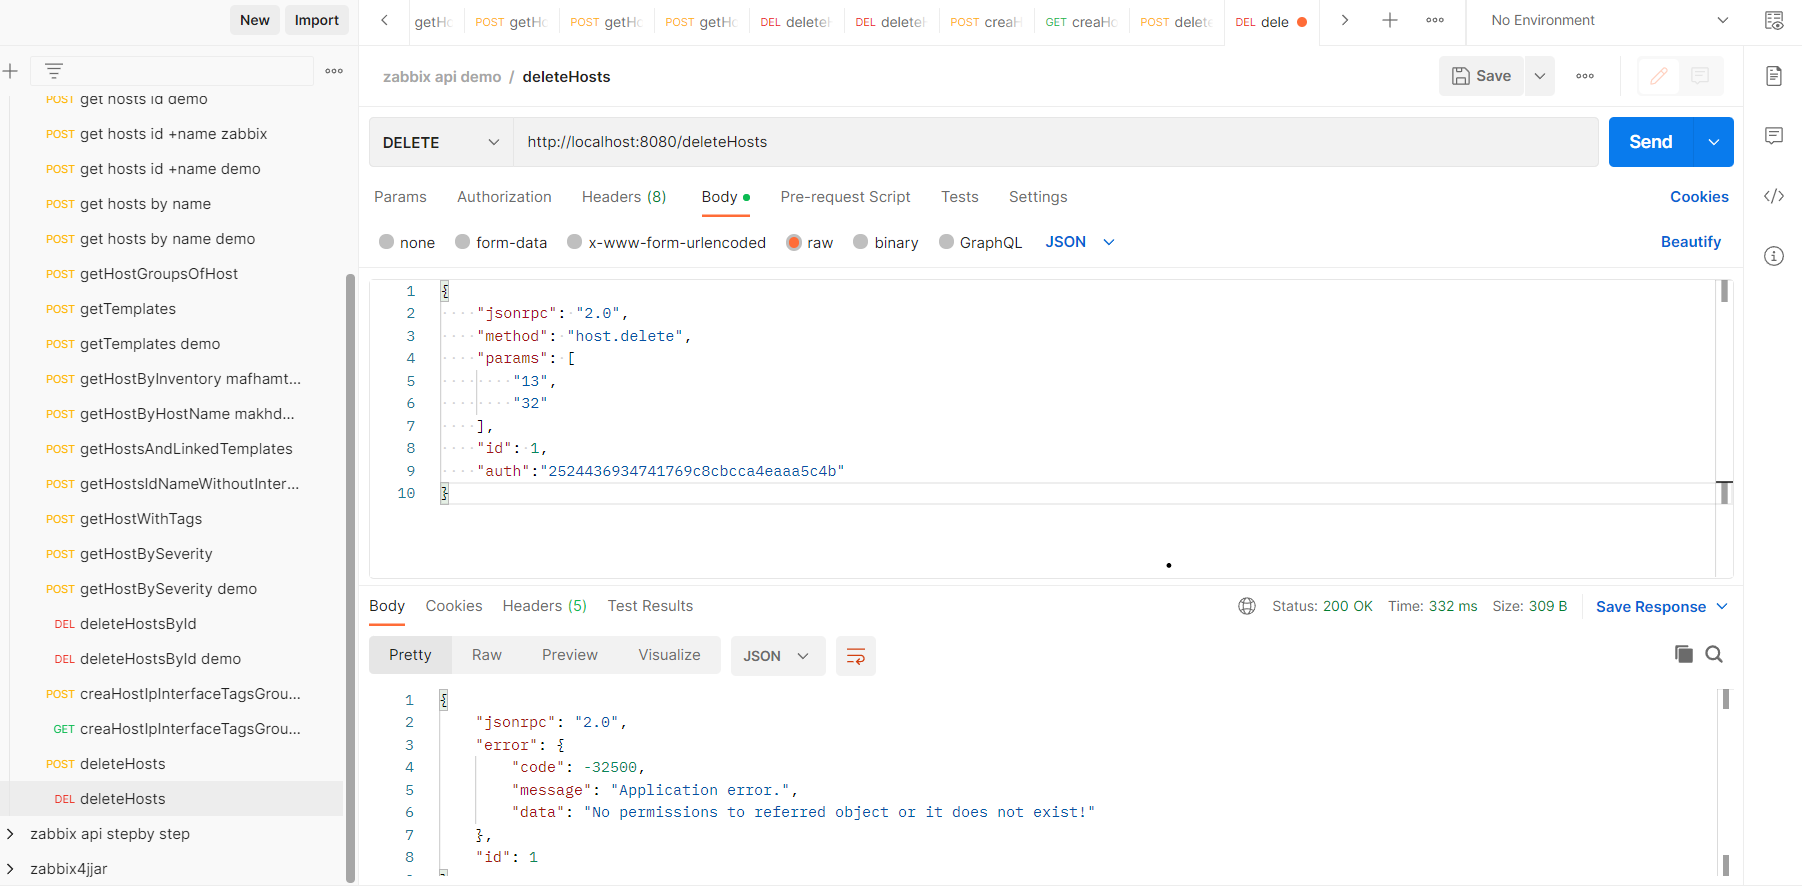 New Import
getHo POST getHo POST getHo POST getHo DEL delete DEL delete POST creaH GET creaHo POST delete DEL dele No Environment
zabbix api demo / deleteHosts Save
DELETE http://localhost:8080/deleteHosts Send
Params Authorization Headers (8) Body Pre-request Script Tests Settings Cookies
none form-data x-www-form-urlencoded raw binary GraphQL JSON Beautify
POST get hosts id demo
POST get hosts id +name zabbix
POST get hosts id +name demo
POST get hosts by name
POST get hosts by name demo
POST getHostGroupsOfHost
POST getTemplates
POST getTemplates demo
POST getHostByInventory mafhamt...
POST getHostByHostName makhd...
POST getHostsAndLinkedTemplates
POST getHostsIdNameWithoutInter...
POST getHostWithTags
POST getHostBySeverity
POST getHostBySeverity demo
DEL deleteHostsById
DEL deleteHostsById demo
POST creaHostIpInterfaceTagsGrou...
GET creaHostIpInterfaceTagsGrou...
POST deleteHosts
DEL deleteHosts
zabbix api stepby step
zabbix4jjar
1 {
2 "jsonrpc": "2.0",
3 "method": "host.delete",
4 "params": [
5 "13",
6 "32"
7 ],
8 "id": 1,
9 "auth":"2524436934741769c8cbcca4eaaa5c4b"
10 }
Body Cookies Headers (5) Test Results Status: 200 OK Time: 332 ms Size: 309 B Save Response
Pretty Raw Preview Visualize JSON
1 {
2 "jsonrpc": "2.0",
3 "error": {
4 "code": -32500,
5 "message": "Application error.",
6 "data": "No permissions to referred object or it does not exist!"
7 },
8 "id": 1